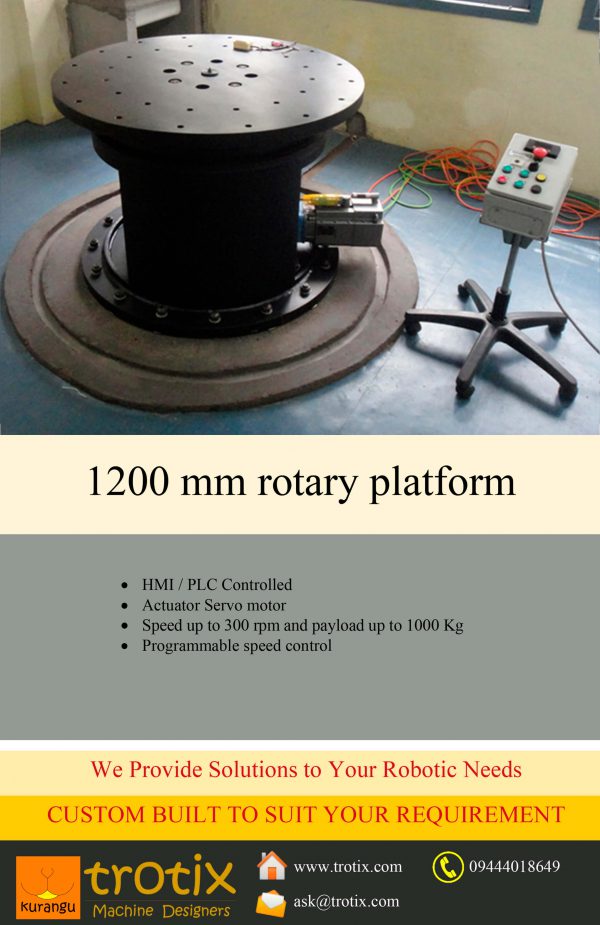 1200 mm rotary platform
• HMI / PLC Controlled
• Actuator Servo motor
• Speed up to 300 rpm and payload up to 1000 Kg
• Programmable speed control
We Provide Solutions to Your Robotic Needs
CUSTOM BUILT TO SUIT YOUR REQUIREMENT
kurangu
trotix
Machine Designers
www.trotix.com
09444018649
ask@trotix.com